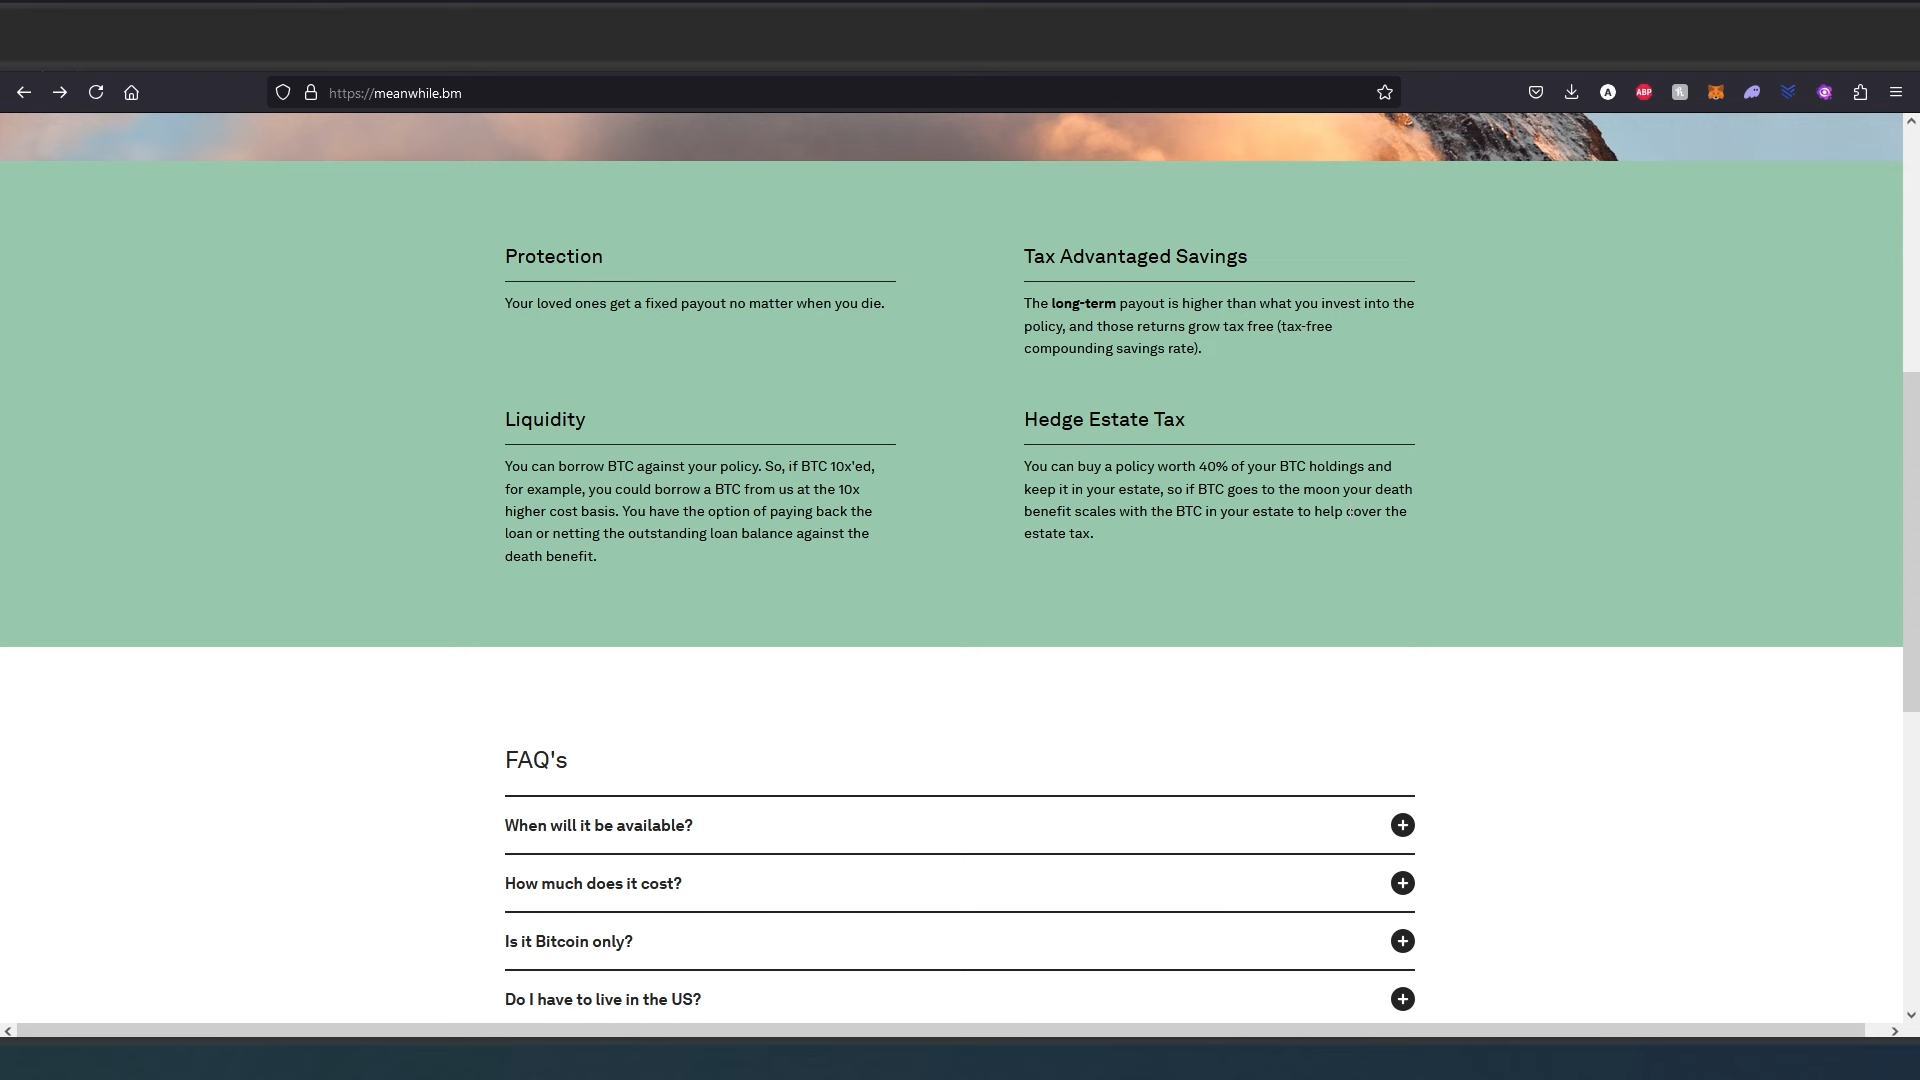 https://meanwhile.bm
A
ABP
Protection
Your loved ones get a fixed payout no matter when you die.
Tax Advantaged Savings
The long-term payout is higher than what you invest into the
policy, and those returns grow tax free (tax-free
compounding savings rate).
Liquidity
You can borrow BTC against your policy. So, if BTC 10x'ed,
for example, you could borrow a BTC from us at the 10x
higher cost basis. You have the option of paying back the
loan or netting the outstanding loan balance against the
death benefit.
Hedge Estate Tax
You can buy a policy worth 40% of your BTC holdings and
keep it in your estate, so if BTC goes to the moon your death
benefit scales with the BTC in your estate to help cover the
estate tax.
FAQ's
When will it be available?
How much does it cost?
Is it Bitcoin only?
Do I have to live in the US?